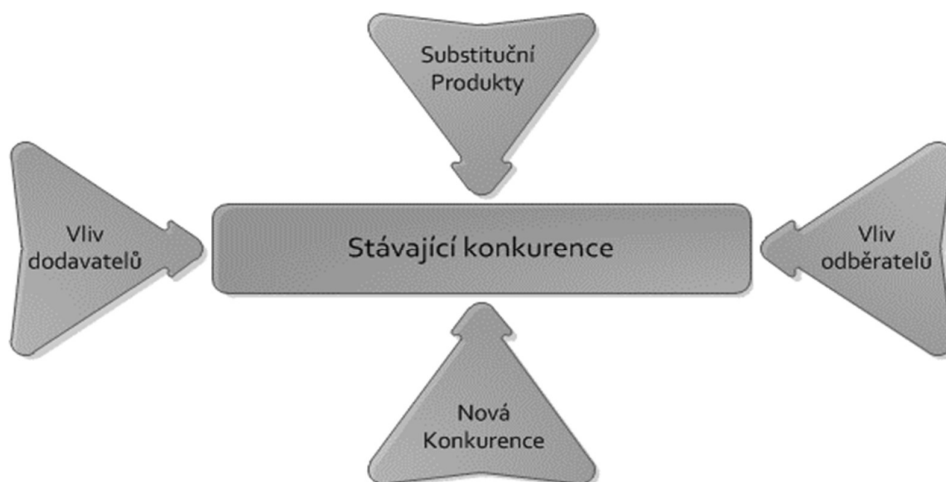 Substituční
Produkty
Vliv
dodavatelů
Stávající konkurence
Vliv
odběratelů
Nová
Konkurence